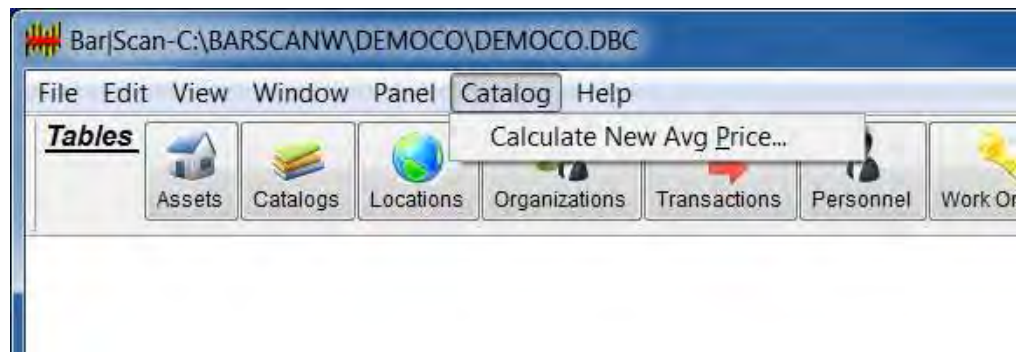 Bar|Scan-C:\BARSCANW\DEMOCO\DEMOCO.DBC
File Edit View Window Panel Catalog Help
Calculate New Avg Price...
Tables
Assets Catalogs Locations Organizations Transactions Personnel Work Or